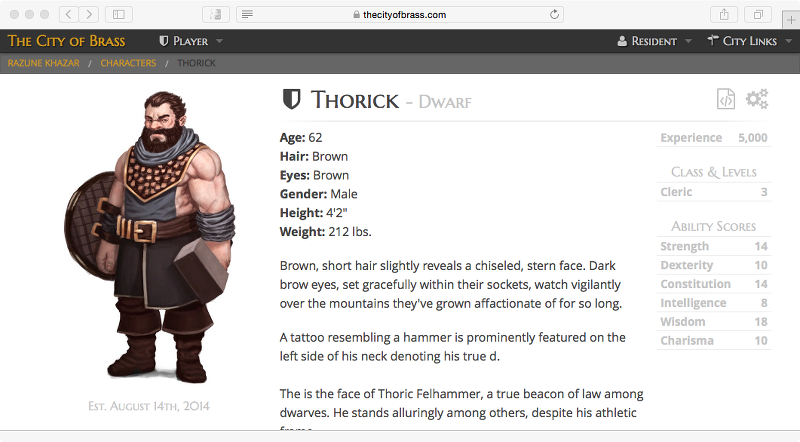 thecityofbrass.com
The City of Brass
Player
Resident
City Links
RAZUNE KHAZAR / CHARACTERS / THORICK
Thorick - Dwarf
Age: 62
Hair: Brown
Eyes: Brown
Gender: Male
Height: 4'2"
Weight: 212 lbs.
Brown, short hair slightly reveals a chiseled, stern face. Dark
brow eyes, set gracefully within their sockets, watch vigilantly
over the mountains they've grown affactionate of for so long.
A tattoo resembling a hammer is prominently featured on the
left side of his neck denoting his true d.
The is the face of Thoric Felhammer, a true beacon of law among
dwarves. He stands alluringly among others, despite his athletic
Experience 5,000
Class & Levels
Cleric 3
Ability Scores
Strength 14
Dexterity 10
Constitution 14
Intelligence 8
Wisdom 18
Charisma 10
Est. August 14th, 2014